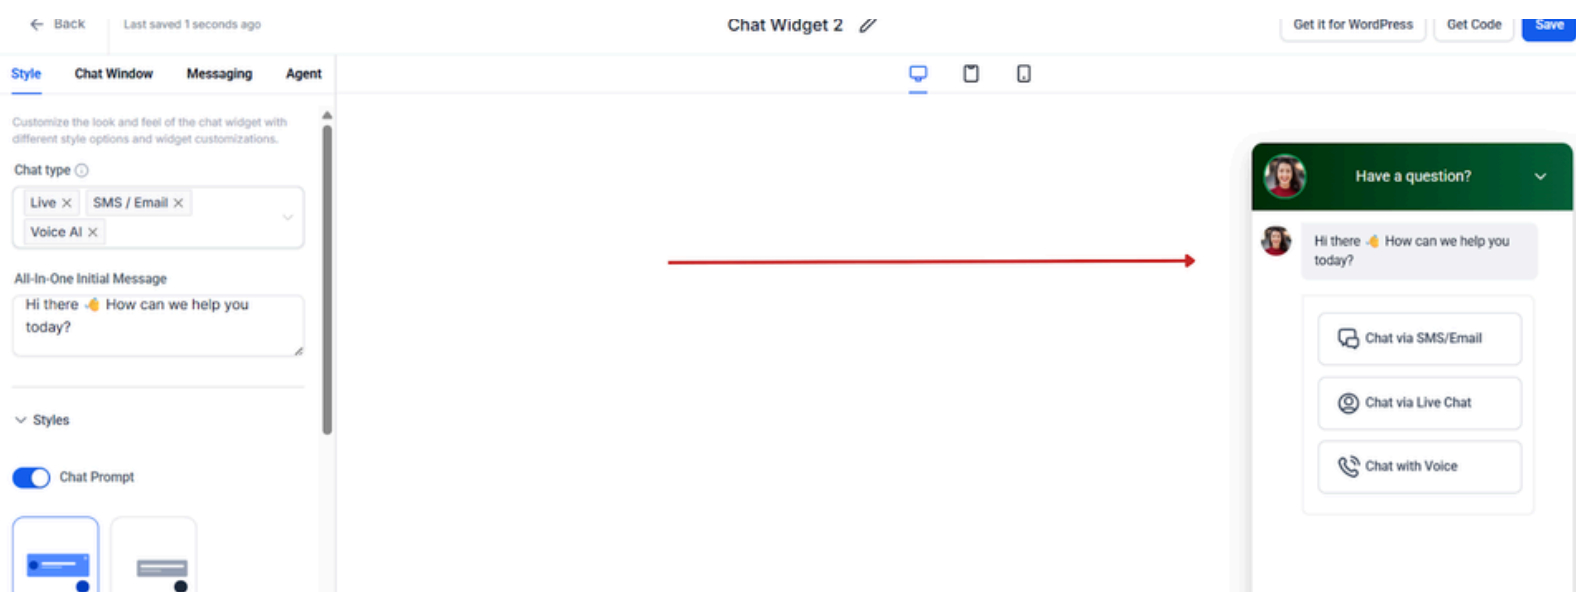 Back
Last saved 1 seconds ago
Chat Widget 2
Get it for WordPress
Get Code
Save
Style
Chat Window
Messaging
Agent
Customize the look and feel of the chat widget with
different style options and widget customizations.
Chat type
Live
SMS / Email
Voice AI
All-In-One Initial Message
Hi there 👋 How can we help you
today?
Styles
Chat Prompt
Have a question?
Hi there 👋 How can we help you
today?
Chat via SMS/Email
Chat via Live Chat
Chat with Voice